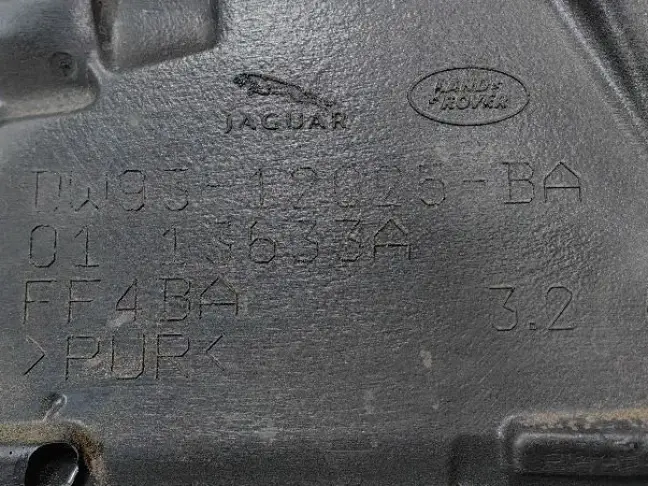 JAGUAR
LAND ROVER
DW93-12025-BA
01 13633A
FF4BA 3.2
>PUR<